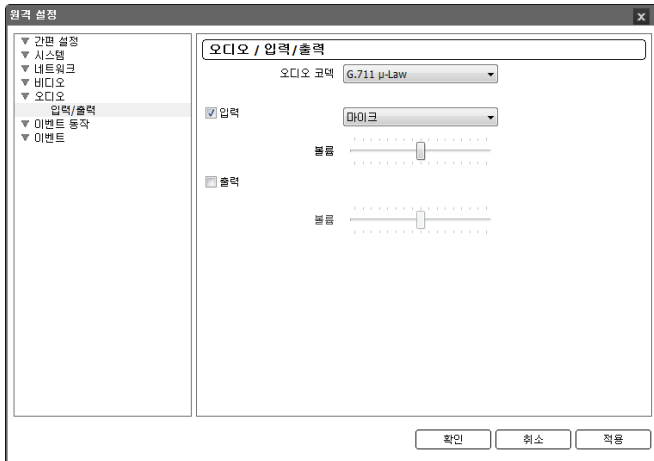 원격 설정
간편 설정
시스템
네트워크
비디오
오디오
입력/출력
이벤트 동작
이벤트
오디오 / 입력/출력
오디오 코덱 G.711 μ-Law
입력 마이크
볼륨
출력
볼륨
확인 취소 적용